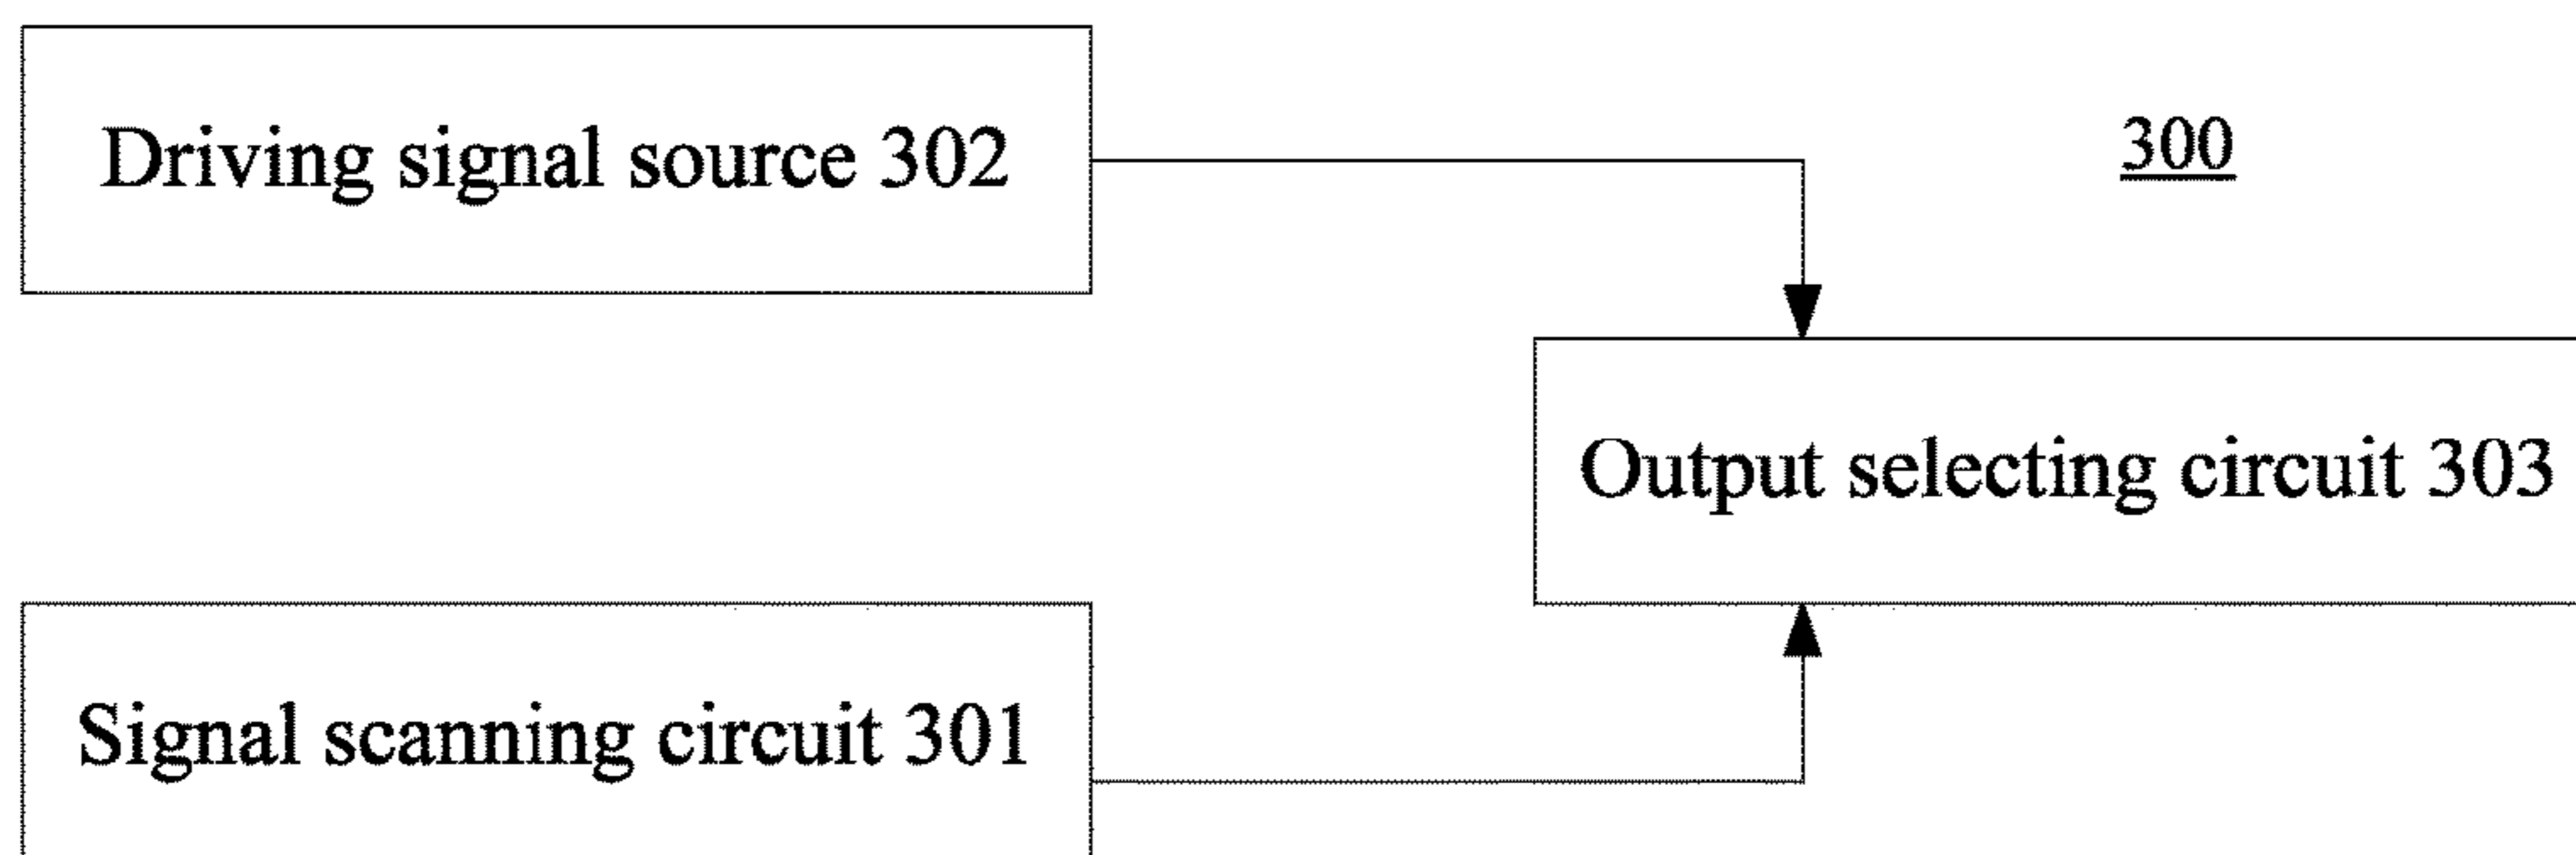 Driving signal source 302
300
Output selecting circuit 303
Signal scanning circuit 301